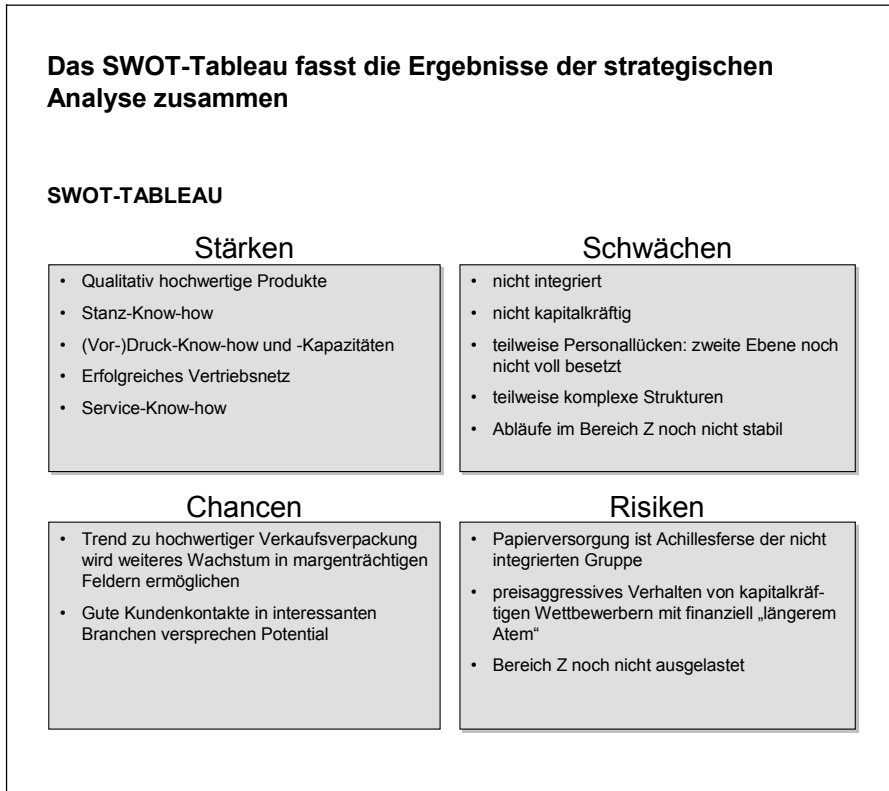 Das SWOT-Tableau fasst die Ergebnisse der strategischen
Analyse zusammen
SWOT-TABLEAU
Stärken
• Qualitativ hochwertige Produkte
• Stanz-Know-how
• (Vor-)Druck-Know-how und -Kapazitäten
• Erfolgreiches Vertriebsnetz
• Service-Know-how
Schwächen
• nicht integriert
• nicht kapitalkräftig
• teilweise Personallücken: zweite Ebene noch
nicht voll besetzt
• teilweise komplexe Strukturen
• Abläufe im Bereich Z noch nicht stabil
Chancen
• Trend zu hochwertiger Verkaufsverpackung
wird weiteres Wachstum in margenträchtigen
Feldern ermöglichen
• Gute Kundenkontakte in interessanten
Branchen versprechen Potential
Risiken
• Papierversorgung ist Achillesferse der nicht
integrierten Gruppe
• preisaggressives Verhalten von kapitalkräf-
tigen Wettbewerbern mit finanziell „längerem
Atem“
• Bereich Z noch nicht ausgelastet